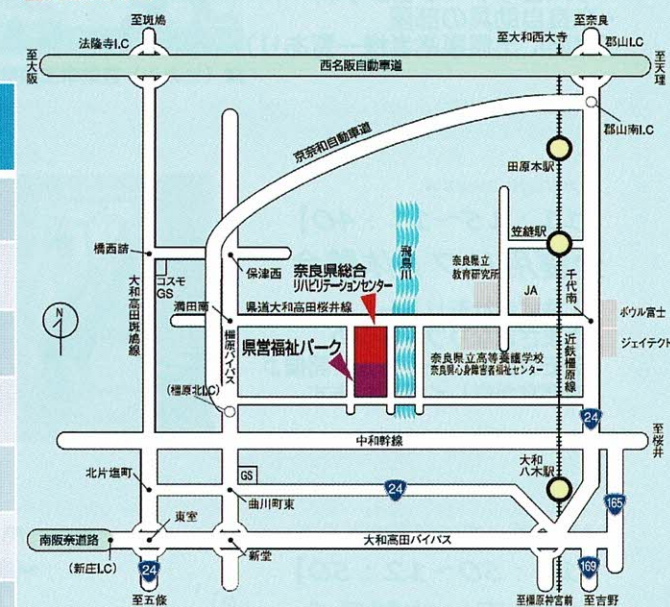 至斑鳩
至奈良
法隆寺I.C
至大和西大寺
郡山I.C
至大阪
西名阪自動車道
至天理
京奈和自動車道
郡山南I.C
田原本駅
橋西詰
コスモ
GS
保津西
飛鳥川
笠縫駅
奈良県総合
リハビリテーションセンター
奈良県立
教育研究所
JA
千代南
大和高田斑鳩線
満田南
県道大和高田桜井線
ボウル富士
ジェイテクト
橿原バイパス
県営福祉パーク
奈良県立高等養護学校
奈良県心身障害者福祉センター
近鉄橿原線
(橿原北I.C)
24
中和幹線
至桜井
北片塩町
GS
曲川町東
24
大和
八木駅
165
南阪奈道路
東室
大和高田バイパス
(新庄I.C)
24
新堂
169
至五條
至橿原神宮前
至吉野